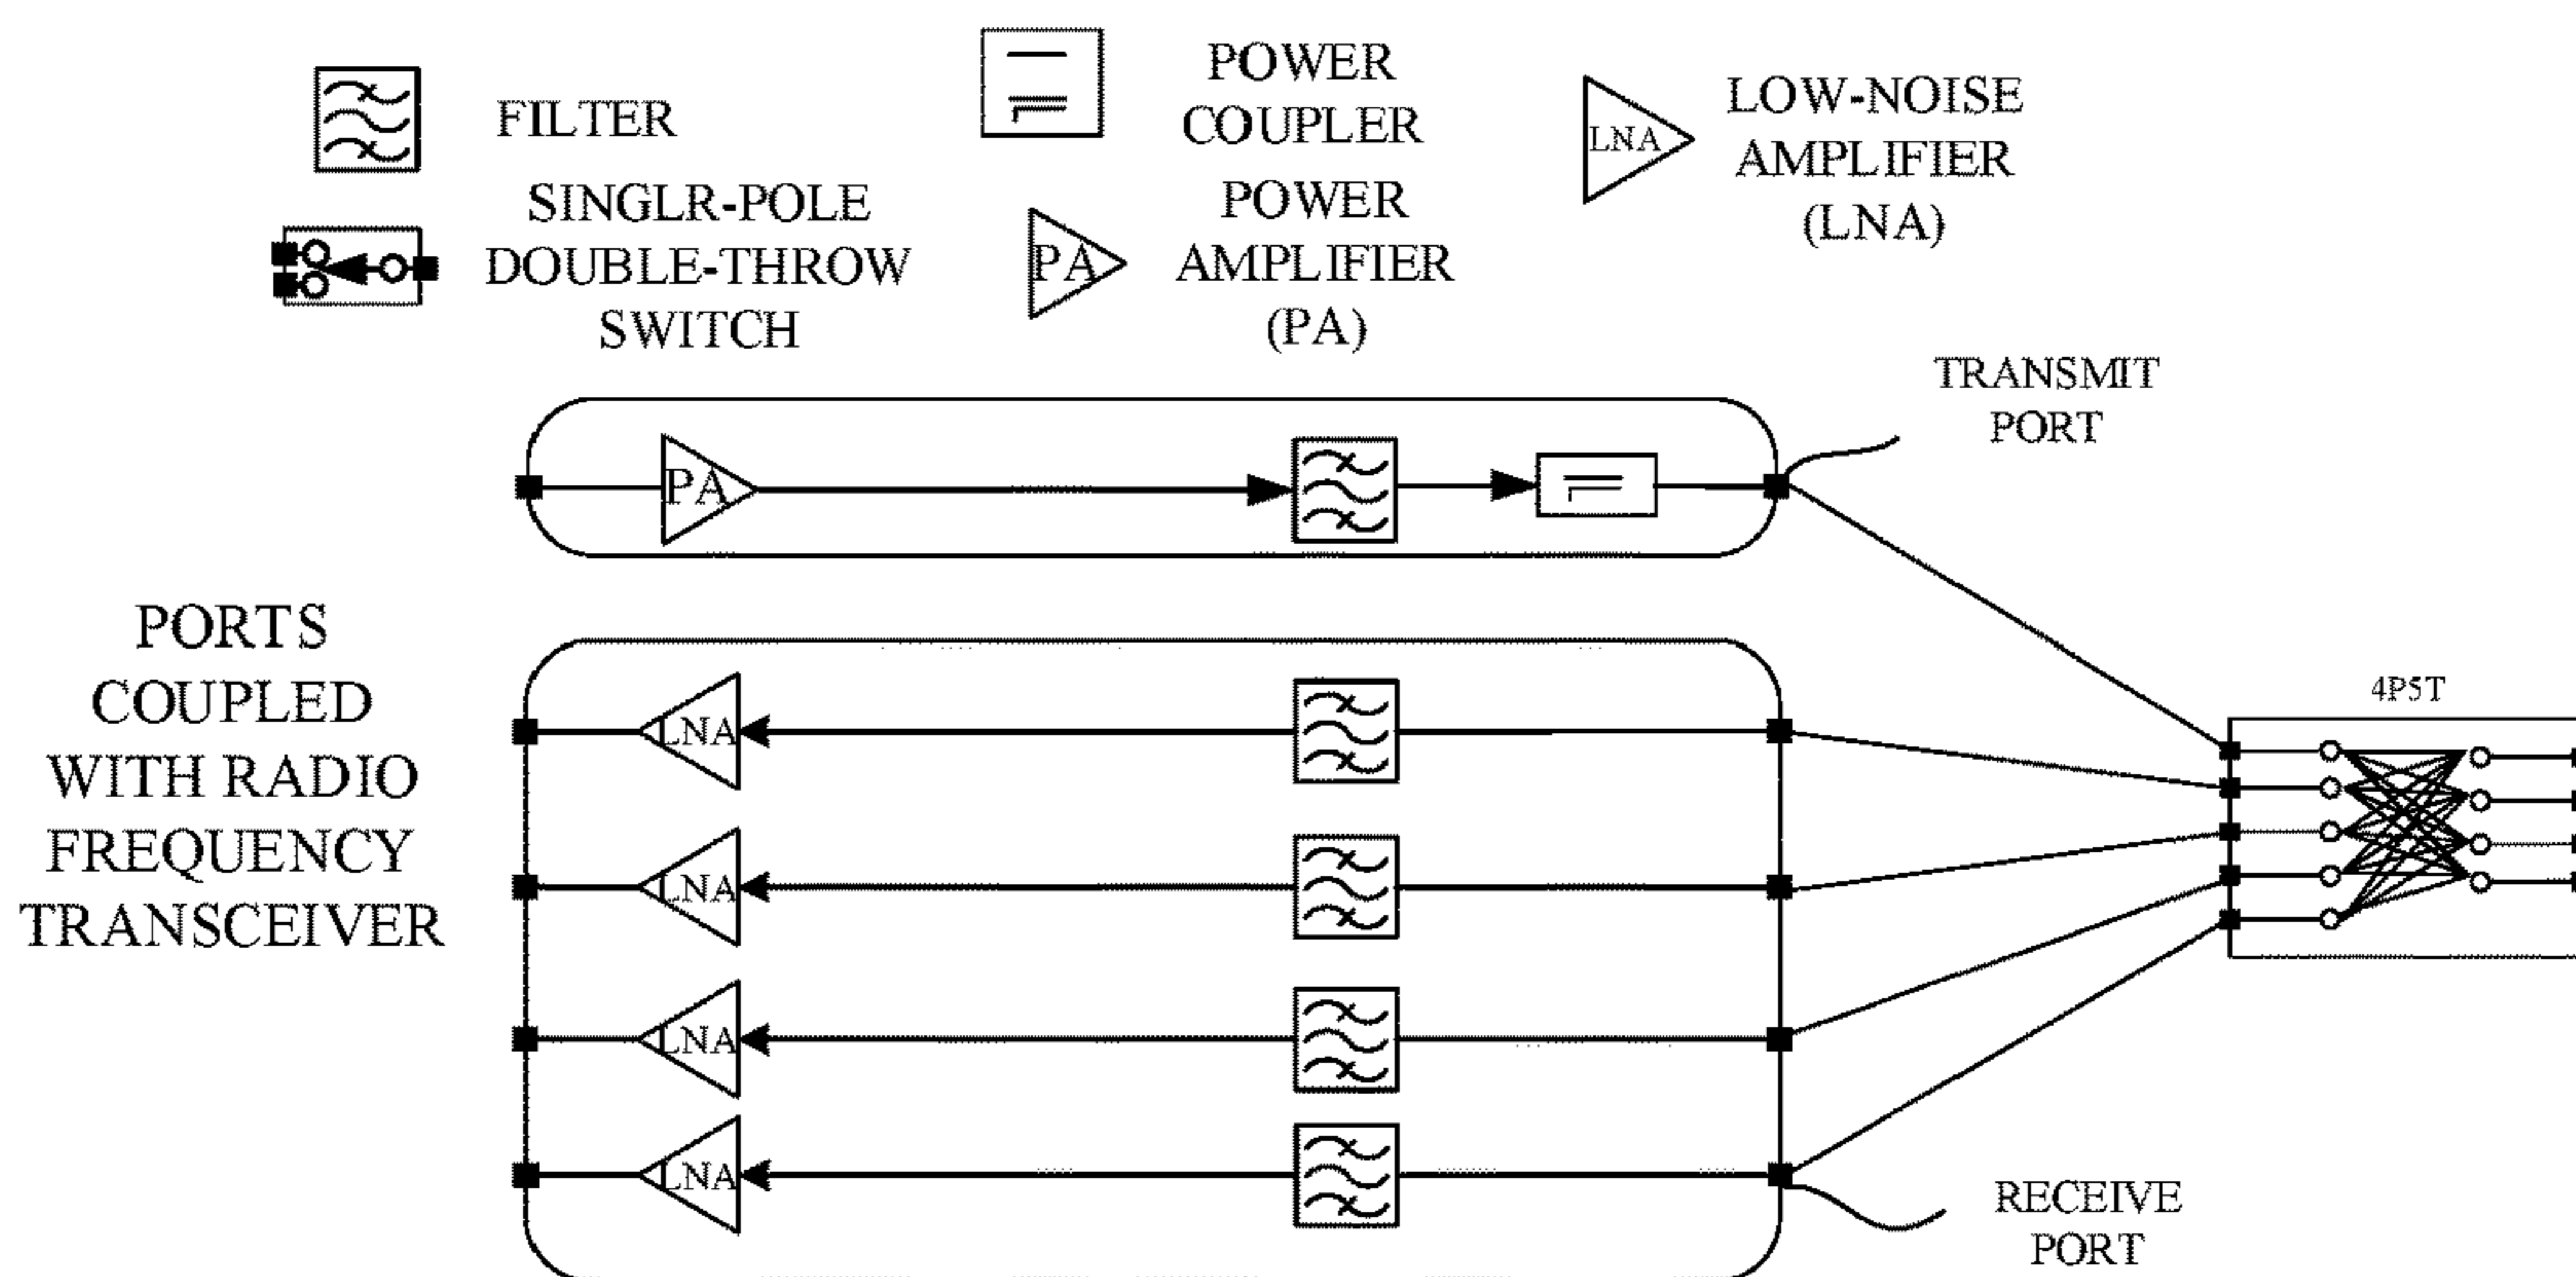 FILTER
POWER
COUPLER
LNA
LOW-NOISE
AMPLIFIER
(LNA)
SINGLR-POLE
DOUBLE-THROW
SWITCH
PA
POWER
AMPLIFIER
(PA)
TRANSMIT
PORT
PA
PORTS
COUPLED
WITH RADIO
FREQUENCY
TRANSCEIVER
LNA
LNA
LNA
LNA
4P5T
RECEIVE
PORT